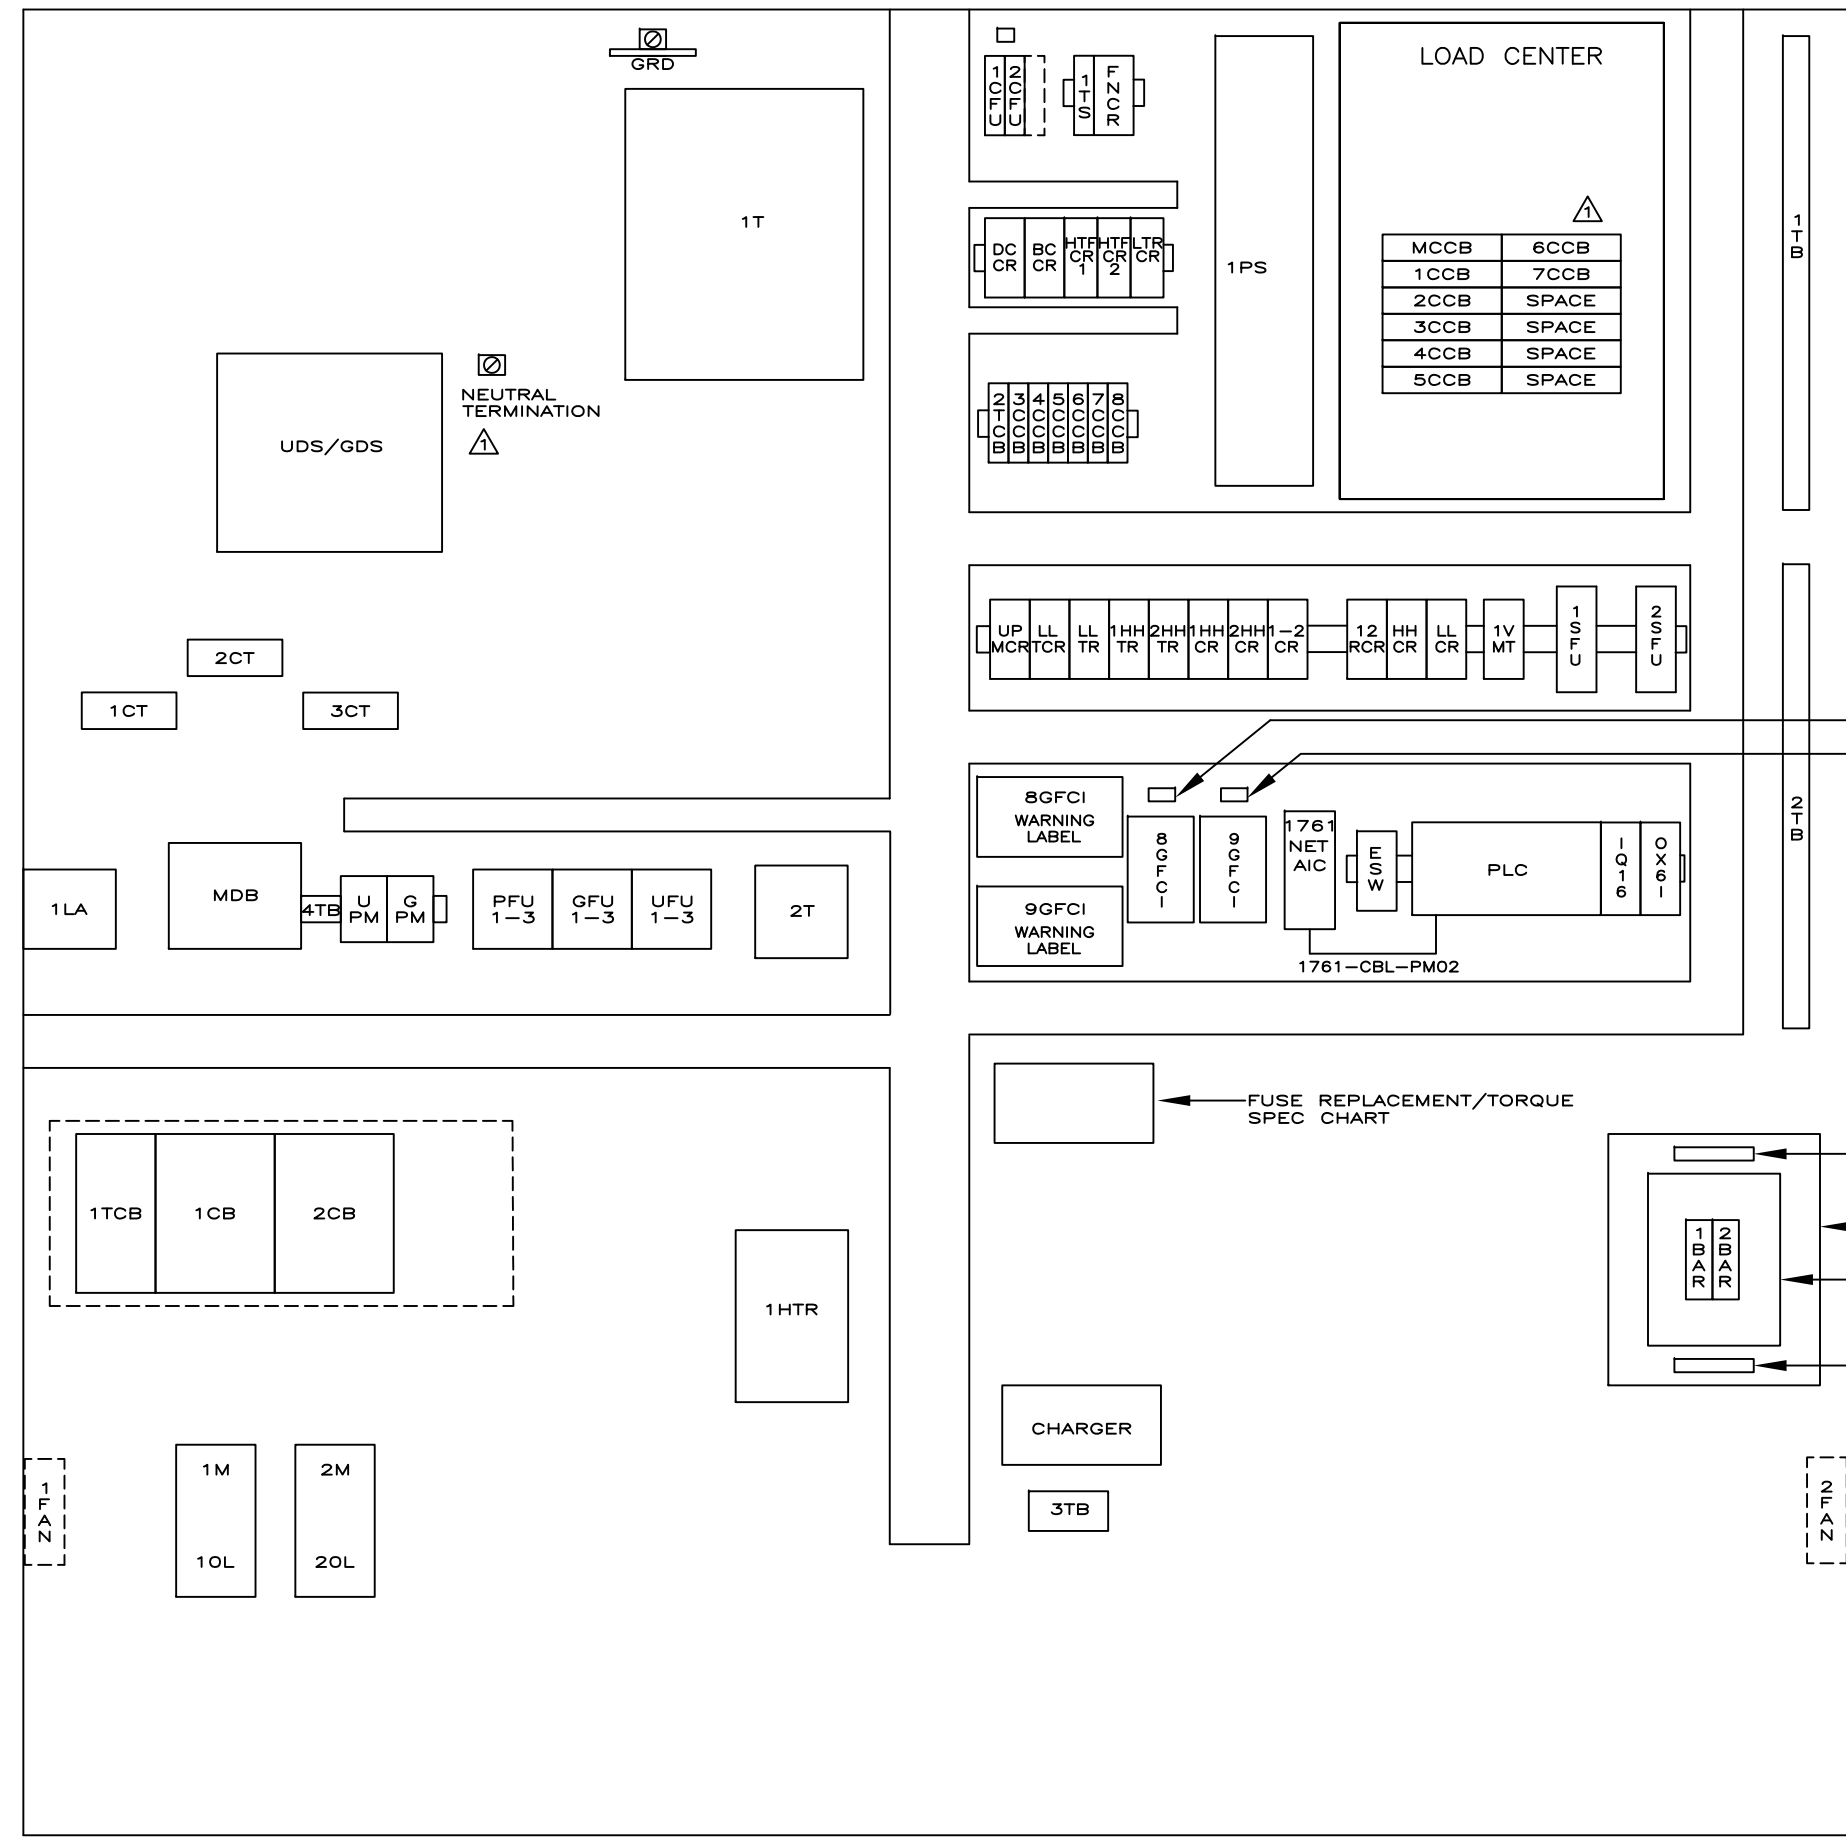 GRD
1T
UDS/GDS
NEUTRAL
TERMINATION
1
2CT
1CT
3CT
1LA
MDB
4TB
U
PM
G
PM
PFU
1-3
GFU
1-3
UFU
1-3
2T
1TCB
1CB
2CB
1HTR
1FAN
1M
1OL
2M
2OL
1CFU
2CFU
1TS
FNCR
DC
CR
BC
CR
HTF
CR
1
HTF
CR
2
LTR
CR
2TCB
3CCB
4CCB
5CCB
6CCB
7CCB
8CCB
1PS
LOAD CENTER
1
MCCB 6CCB
1CCB 7CCB
2CCB SPACE
3CCB SPACE
4CCB SPACE
5CCB SPACE
1TB
UP
MCR
LL
TCR
LL
TR
1HH
TR
2HH
TR
1HH
CR
2HH
CR
1-2
CR
12
RCR
HH
CR
LL
CR
1V
MT
1SFU
2SFU
2TB
8GFCI
WARNING
LABEL
9GFCI
WARNING
LABEL
8GFCI
9GFCI
1761
NET
AIC
ESW
PLC
IQ16
OX6I
1761-CBL-PM02
FUSE REPLACEMENT/TORQUE
SPEC CHART
1BAR
2BAR
CHARGER
3TB
2FAN